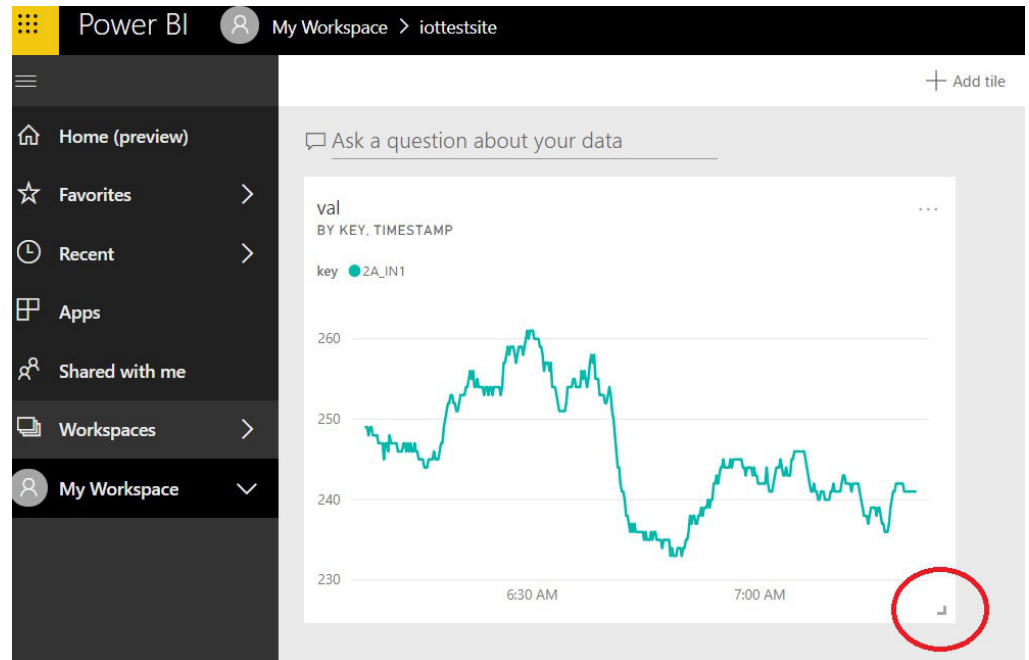 Power BI
My Workspace > iottestsite
+ Add tile
Home (preview)
Favorites
Recent
Apps
Shared with me
Workspaces
My Workspace
Ask a question about your data
val
...
BY KEY, TIMESTAMP
key 2A_IN1
260
250
240
230
6:30 AM 7:00 AM